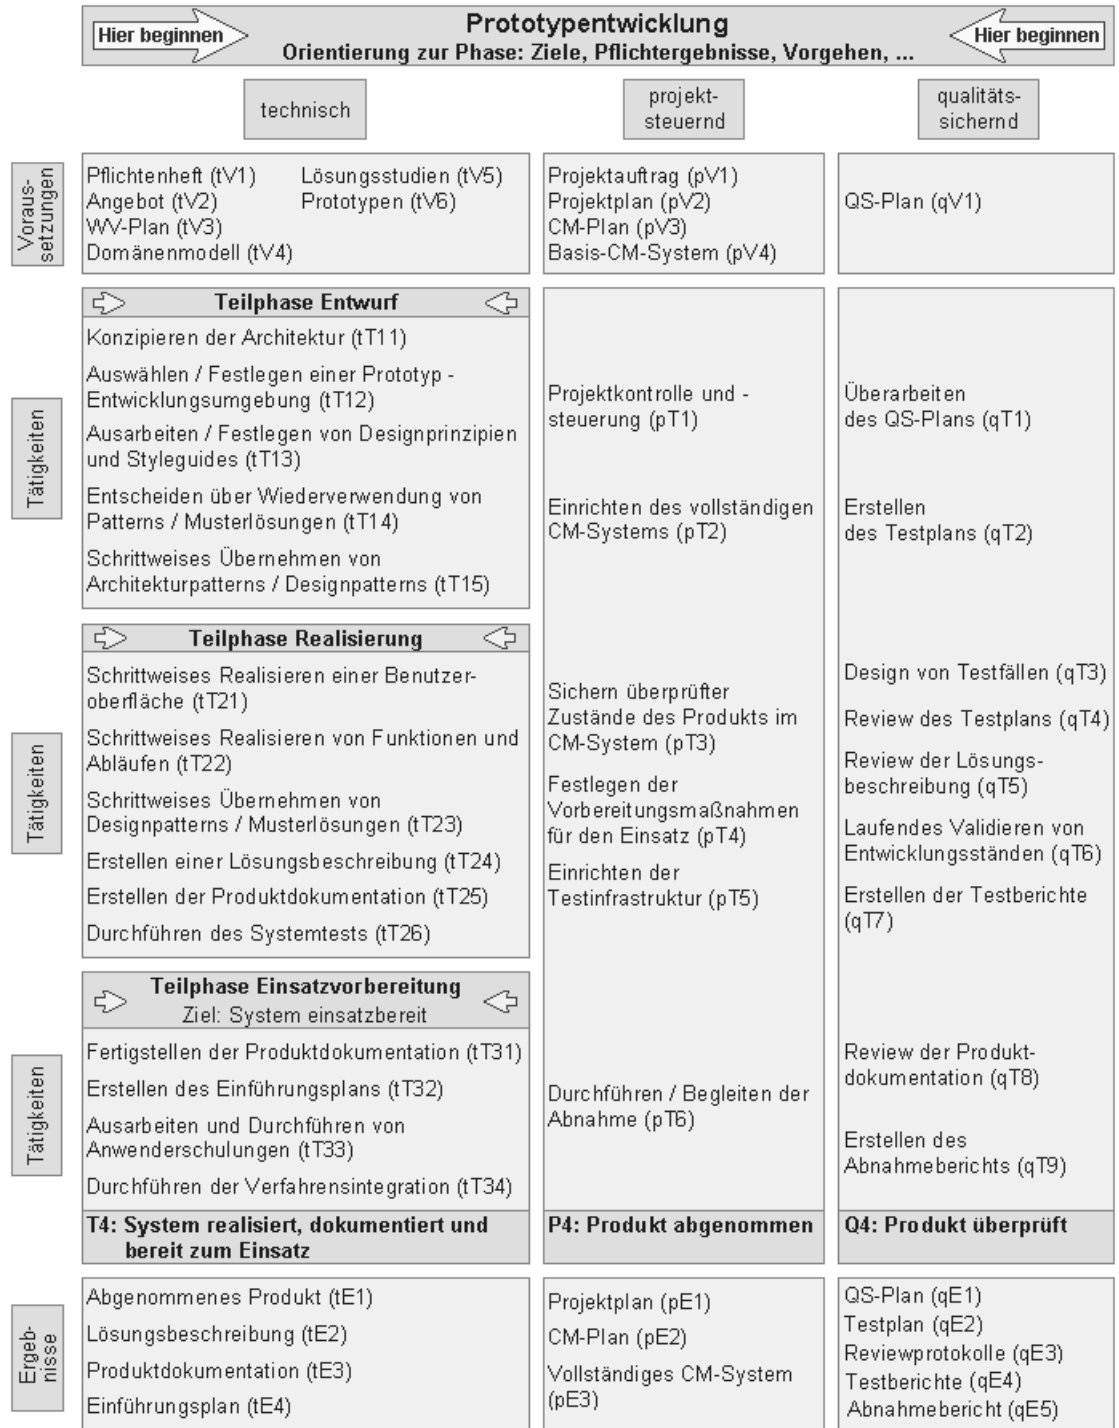 Hier beginnen
Prototypentwicklung
Orientierung zur Phase: Ziele, Pflichtergebnisse, Vorgehen, ...
Hier beginnen
technisch
projekt-
steuernd
qualitäts-
sichernd
Voraus-
setzungen
Pflichtenheft (tV1)
Angebot (tV2)
WV-Plan (tV3)
Domänenmodell (tV4)
Lösungsstudien (tV5)
Prototypen (tV6)
Projektauftrag (pV1)
Projektplan (pV2)
CM-Plan (pV3)
Basis-CM-System (pV4)
QS-Plan (qV1)
Tätigkeiten
Teilphase Entwurf
Konzipieren der Architektur (tT11)
Auswählen / Festlegen einer Prototyp -
Entwicklungsumgebung (tT12)
Ausarbeiten / Festlegen von Designprinzipien
und Styleguides (tT13)
Entscheiden über Wiederverwendung von
Patterns / Musterlösungen (tT14)
Schrittweises Übernehmen von
Architekturpatterns / Designpatterns (tT15)
Projektkontrolle und -
steuerung (pT1)
Einrichten des vollständigen
CM-Systems (pT2)
Überarbeiten
des QS-Plans (qT1)
Erstellen
des Testplans (qT2)
Tätigkeiten
Teilphase Realisierung
Schrittweises Realisieren einer Benutzer-
oberfläche (tT21)
Schrittweises Realisieren von Funktionen und
Abläufen (tT22)
Schrittweises Übernehmen von
Designpatterns / Musterlösungen (tT23)
Erstellen einer Lösungsbeschreibung (tT24)
Erstellen der Produktdokumentation (tT25)
Durchführen des Systemtests (tT26)
Sichern überprüfter
Zustände des Produkts im
CM-System (pT3)
Festlegen der
Vorbereitungsmaßnahmen
für den Einsatz (pT4)
Einrichten der
Testinfrastruktur (pT5)
Design von Testfällen (qT3)
Review des Testplans (qT4)
Review der Lösungs-
beschreibung (qT5)
Laufendes Validieren von
Entwicklungsständen (qT6)
Erstellen der Testberichte
(qT7)
Tätigkeiten
Teilphase Einsatzvorbereitung
Ziel: System einsatzbereit
Fertigstellen der Produktdokumentation (tT31)
Erstellen des Einführungsplans (tT32)
Ausarbeiten und Durchführen von
Anwenderschulungen (tT33)
Durchführen der Verfahrensintegration (tT34)
Durchführen / Begleiten der
Abnahme (pT6)
Review der Produkt-
dokumentation (qT8)
Erstellen des
Abnahmeberichts (qT9)
T4: System realisiert, dokumentiert und
bereit zum Einsatz
P4: Produkt abgenommen
Q4: Produkt überprüft
Ergeb-
nisse
Abgenommenes Produkt (tE1)
Lösungsbeschreibung (tE2)
Produktdokumentation (tE3)
Einführungsplan (tE4)
Projektplan (pE1)
CM-Plan (pE2)
Vollständiges CM-System
(pE3)
QS-Plan (qE1)
Testplan (qE2)
Reviewprotokolle (qE3)
Testberichte (qE4)
Abnahmebericht (qE5)